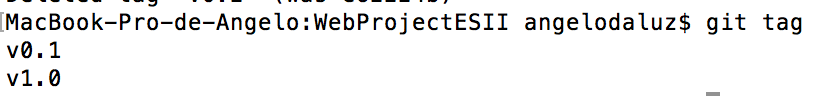 MacBook-Pro-de-Angelo:WebProjectESII angelodaluz$ git tag
v0.1
v1.0